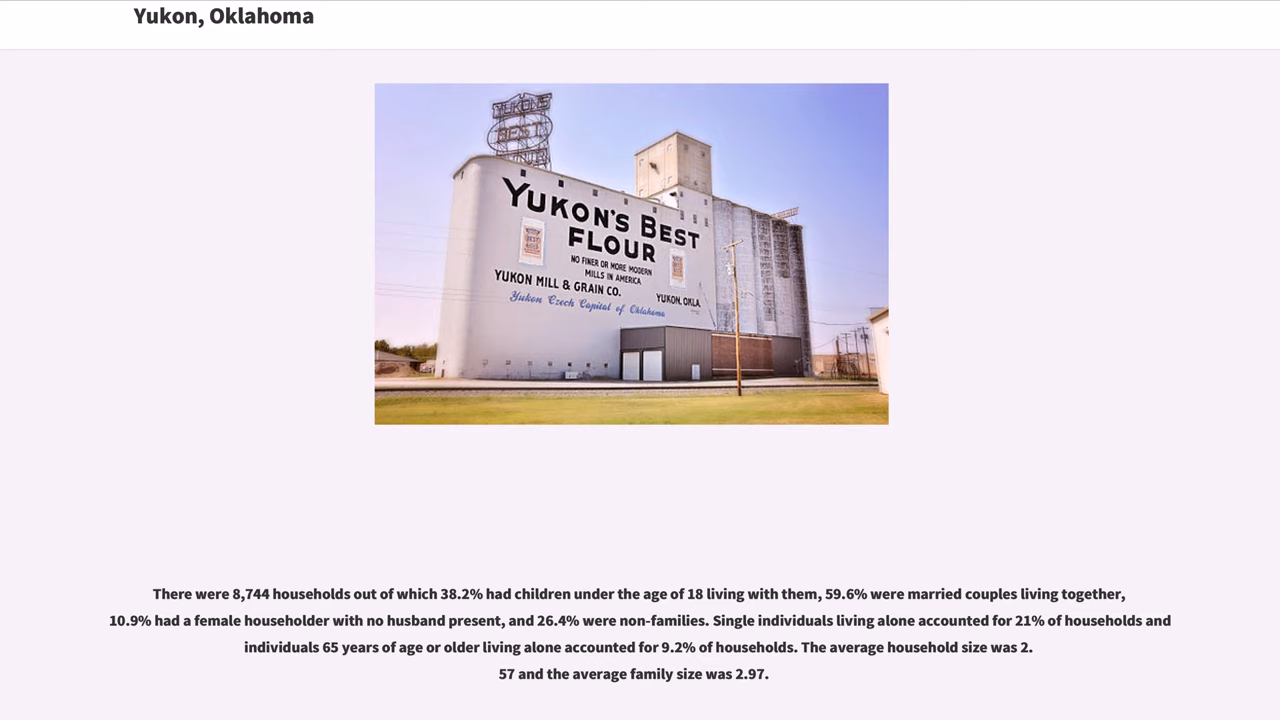 Yukon, Oklahoma
YUKON'S
BEST
YUKON'S BEST
FLOUR
NO FINER OR MORE MODERN
MILLS IN AMERICA
YUKON MILL & GRAIN CO.
YUKON, OKLA.
Yukon Czech Capital of Oklahoma
There were 8,744 households out of which 38.2% had children under the age of 18 living with them, 59.6% were married couples living together,
10.9% had a female householder with no husband present, and 26.4% were non-families. Single individuals living alone accounted for 21% of households and
individuals 65 years of age or older living alone accounted for 9.2% of households. The average household size was 2.
57 and the average family size was 2.97.